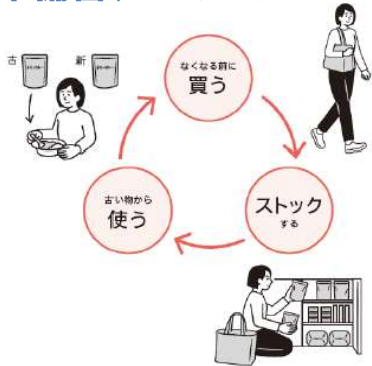 なくなる前に
買う
古
新
古い物から
使う
ストック
する